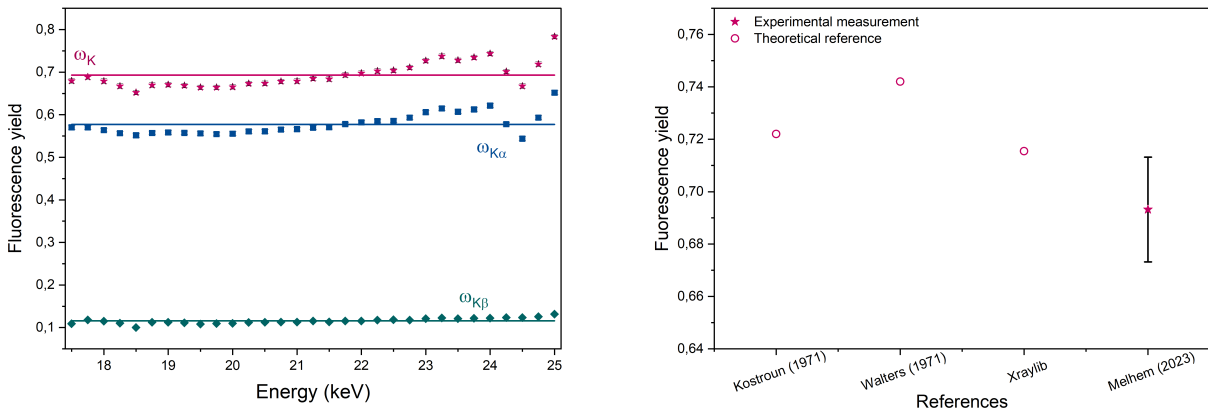 Fluorescence yield
0,8
0,7
0,6
0,5
0,4
0,3
0,2
0,1
ωK
ωKα
ωKβ
18 19 20 21 22 23 24 25
Energy (keV)
Fuorescence yield
0,76
0,74
0,72
0,70
0,68
0,66
0,64
Experimental measurement
Theoretical reference
Kostroun (1971) Walters (1971) Xraylib Melhem (2023)
References